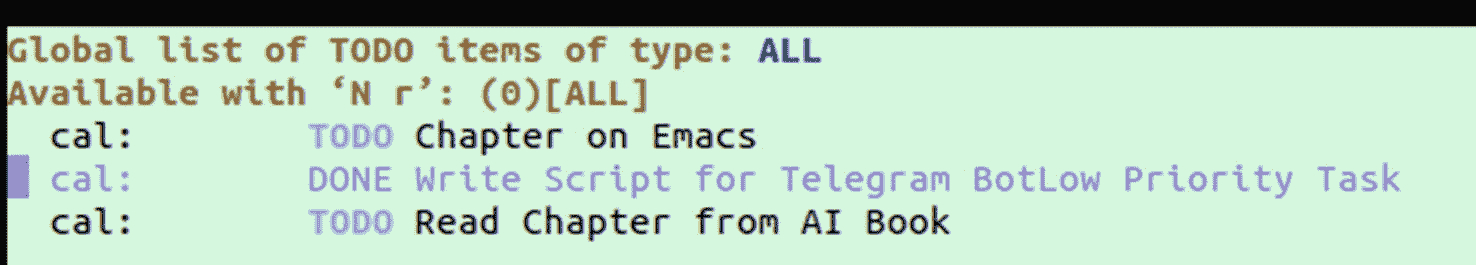 Global list of TODO items of type: ALL
Available with ‘N r’: (0)[ALL]
cal: TODO Chapter on Emacs
cal: DONE Write Script for Telegram BotLow Priority Task
cal: TODO Read Chapter from AI Book